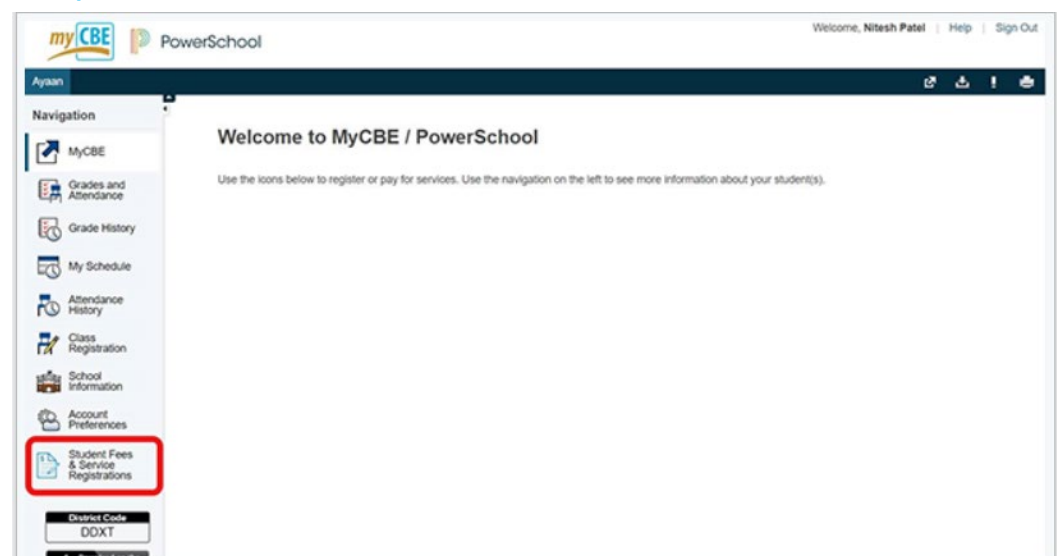 my CBE PowerSchool
Welcome, Nitesh Patel | Help | Sign Out
Ayaan
Navigation
MyCBE
Grades and
Attendance
Grade History
My Schedule
Attendance
History
Class
Registration
School
Information
Account
Preferences
Student Fees
& Service
Registrations
District Code
DDXT
Welcome to MyCBE / PowerSchool
Use the icons below to register or pay for services. Use the navigation on the left to see more information about your student(s).